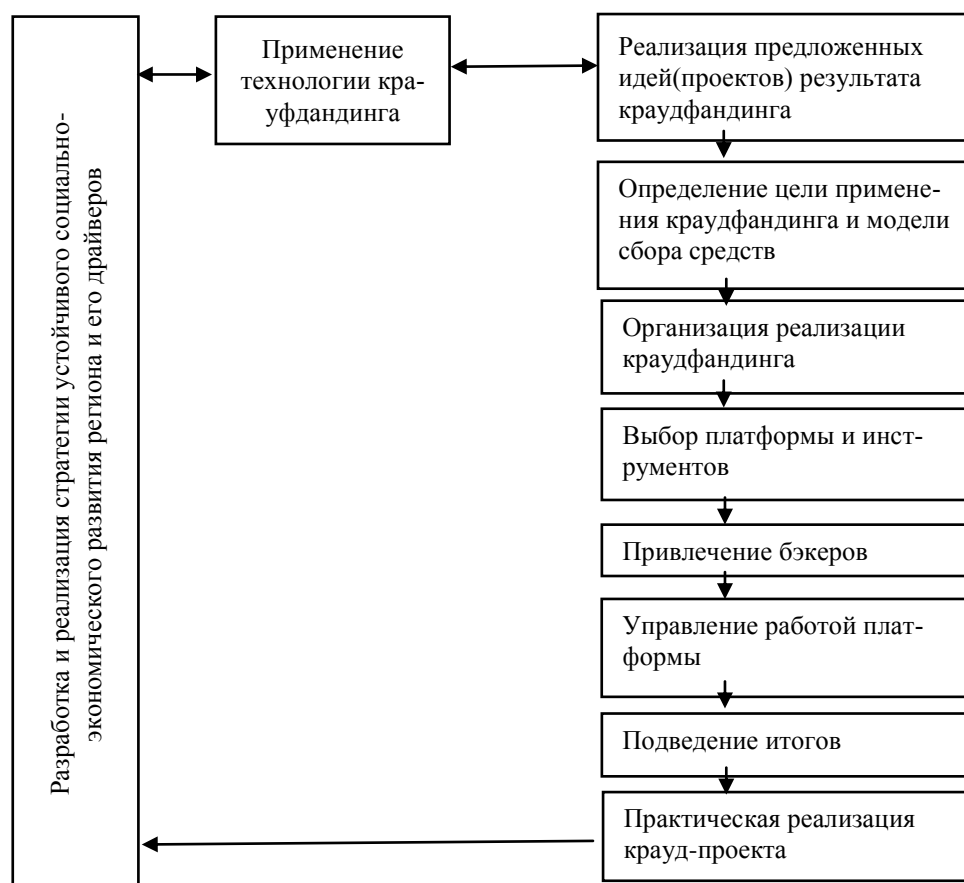 Разработка и реализация стратегии устойчивого социально-
экономического развития региона и его драйверов
Применение
технологии кра-
уфдандинга
Реализация предложенных
идей(проектов) результата
краудфандинга
Определение цели примене-
ния краудфандинга и модели
сбора средств
Организация реализации
краудфандинга
Выбор платформы и инст-
рументов
Привлечение бэкеров
Управление работой плат-
формы
Подведение итогов
Практическая реализация
крауд-проекта